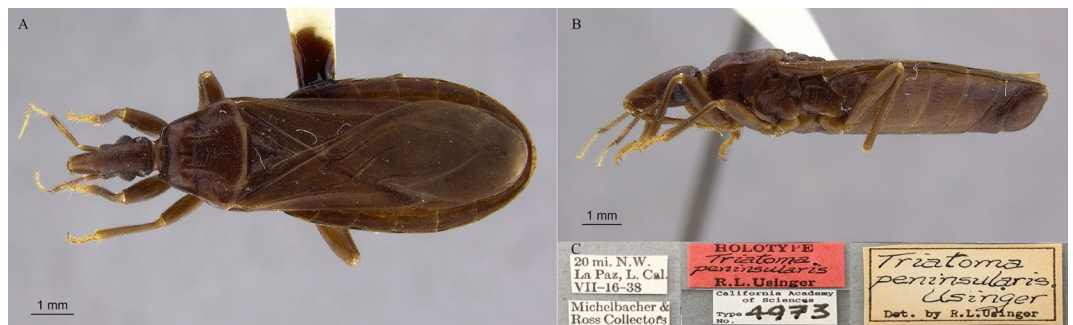 A
1 mm
B
1 mm
C
20 mi. N.W.
La Paz, L. Cal.
VII-16-38
Michelbacher &
Ross Collectors
HOLOTYPE
Triatoma
peninsularis
R.L.Usinger
California Academy
of Sciences
Type
No. 4973
Triatoma
peninsularis.
Usinger
Det. by R.L.Usinger